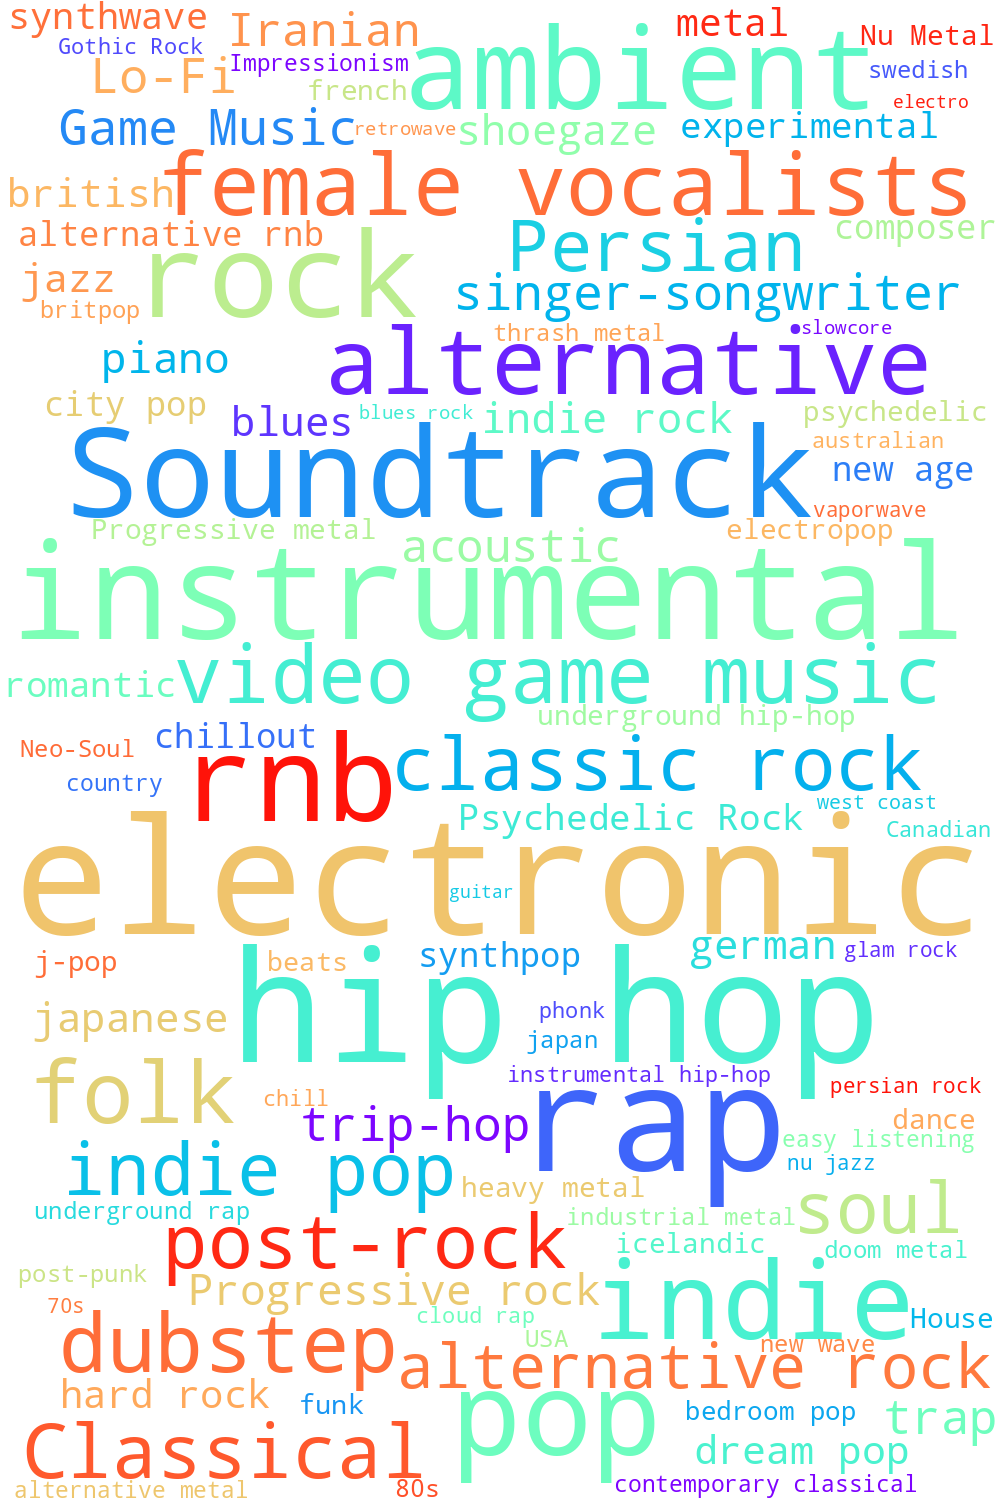 synthwave
Iranian
metal
Nu Metal
Gothic Rock
Impressionism
ambient
swedish
Lo-Fi
french
electro
Game Music
retrowave
shoegaze
experimental
female vocalists
british
alternative rnb
rock
Persian
composer
jazz
singer-songwriter
britpop
thrash metal
slowcore
piano
alternative
city pop
blues
blues rock
indie rock
psychedelic
australian
Soundtrack
new age
vaporwave
Progressive metal
acoustic
electropop
instrumental
romantic
video game music
underground hip-hop
Neo-Soul
chillout
country
rnb
classic rock
Psychedelic Rock
west coast
Canadian
electronic
guitar
j-pop
beats
synthpop
german
glam rock
japanese
hip hop
phonk
japan
folk
chill
instrumental hip-hop
persian rock
trip-hop
rap
dance
easy listening
nu jazz
indie pop
heavy metal
underground rap
soul
post-rock
industrial metal
icelandic
doom metal
post-punk
Progressive rock
indie
70s
cloud rap
House
dubstep
USA
new wave
alternative rock
hard rock
funk
pop
bedroom pop
trap
Classical
dream pop
alternative metal
80s
contemporary classical